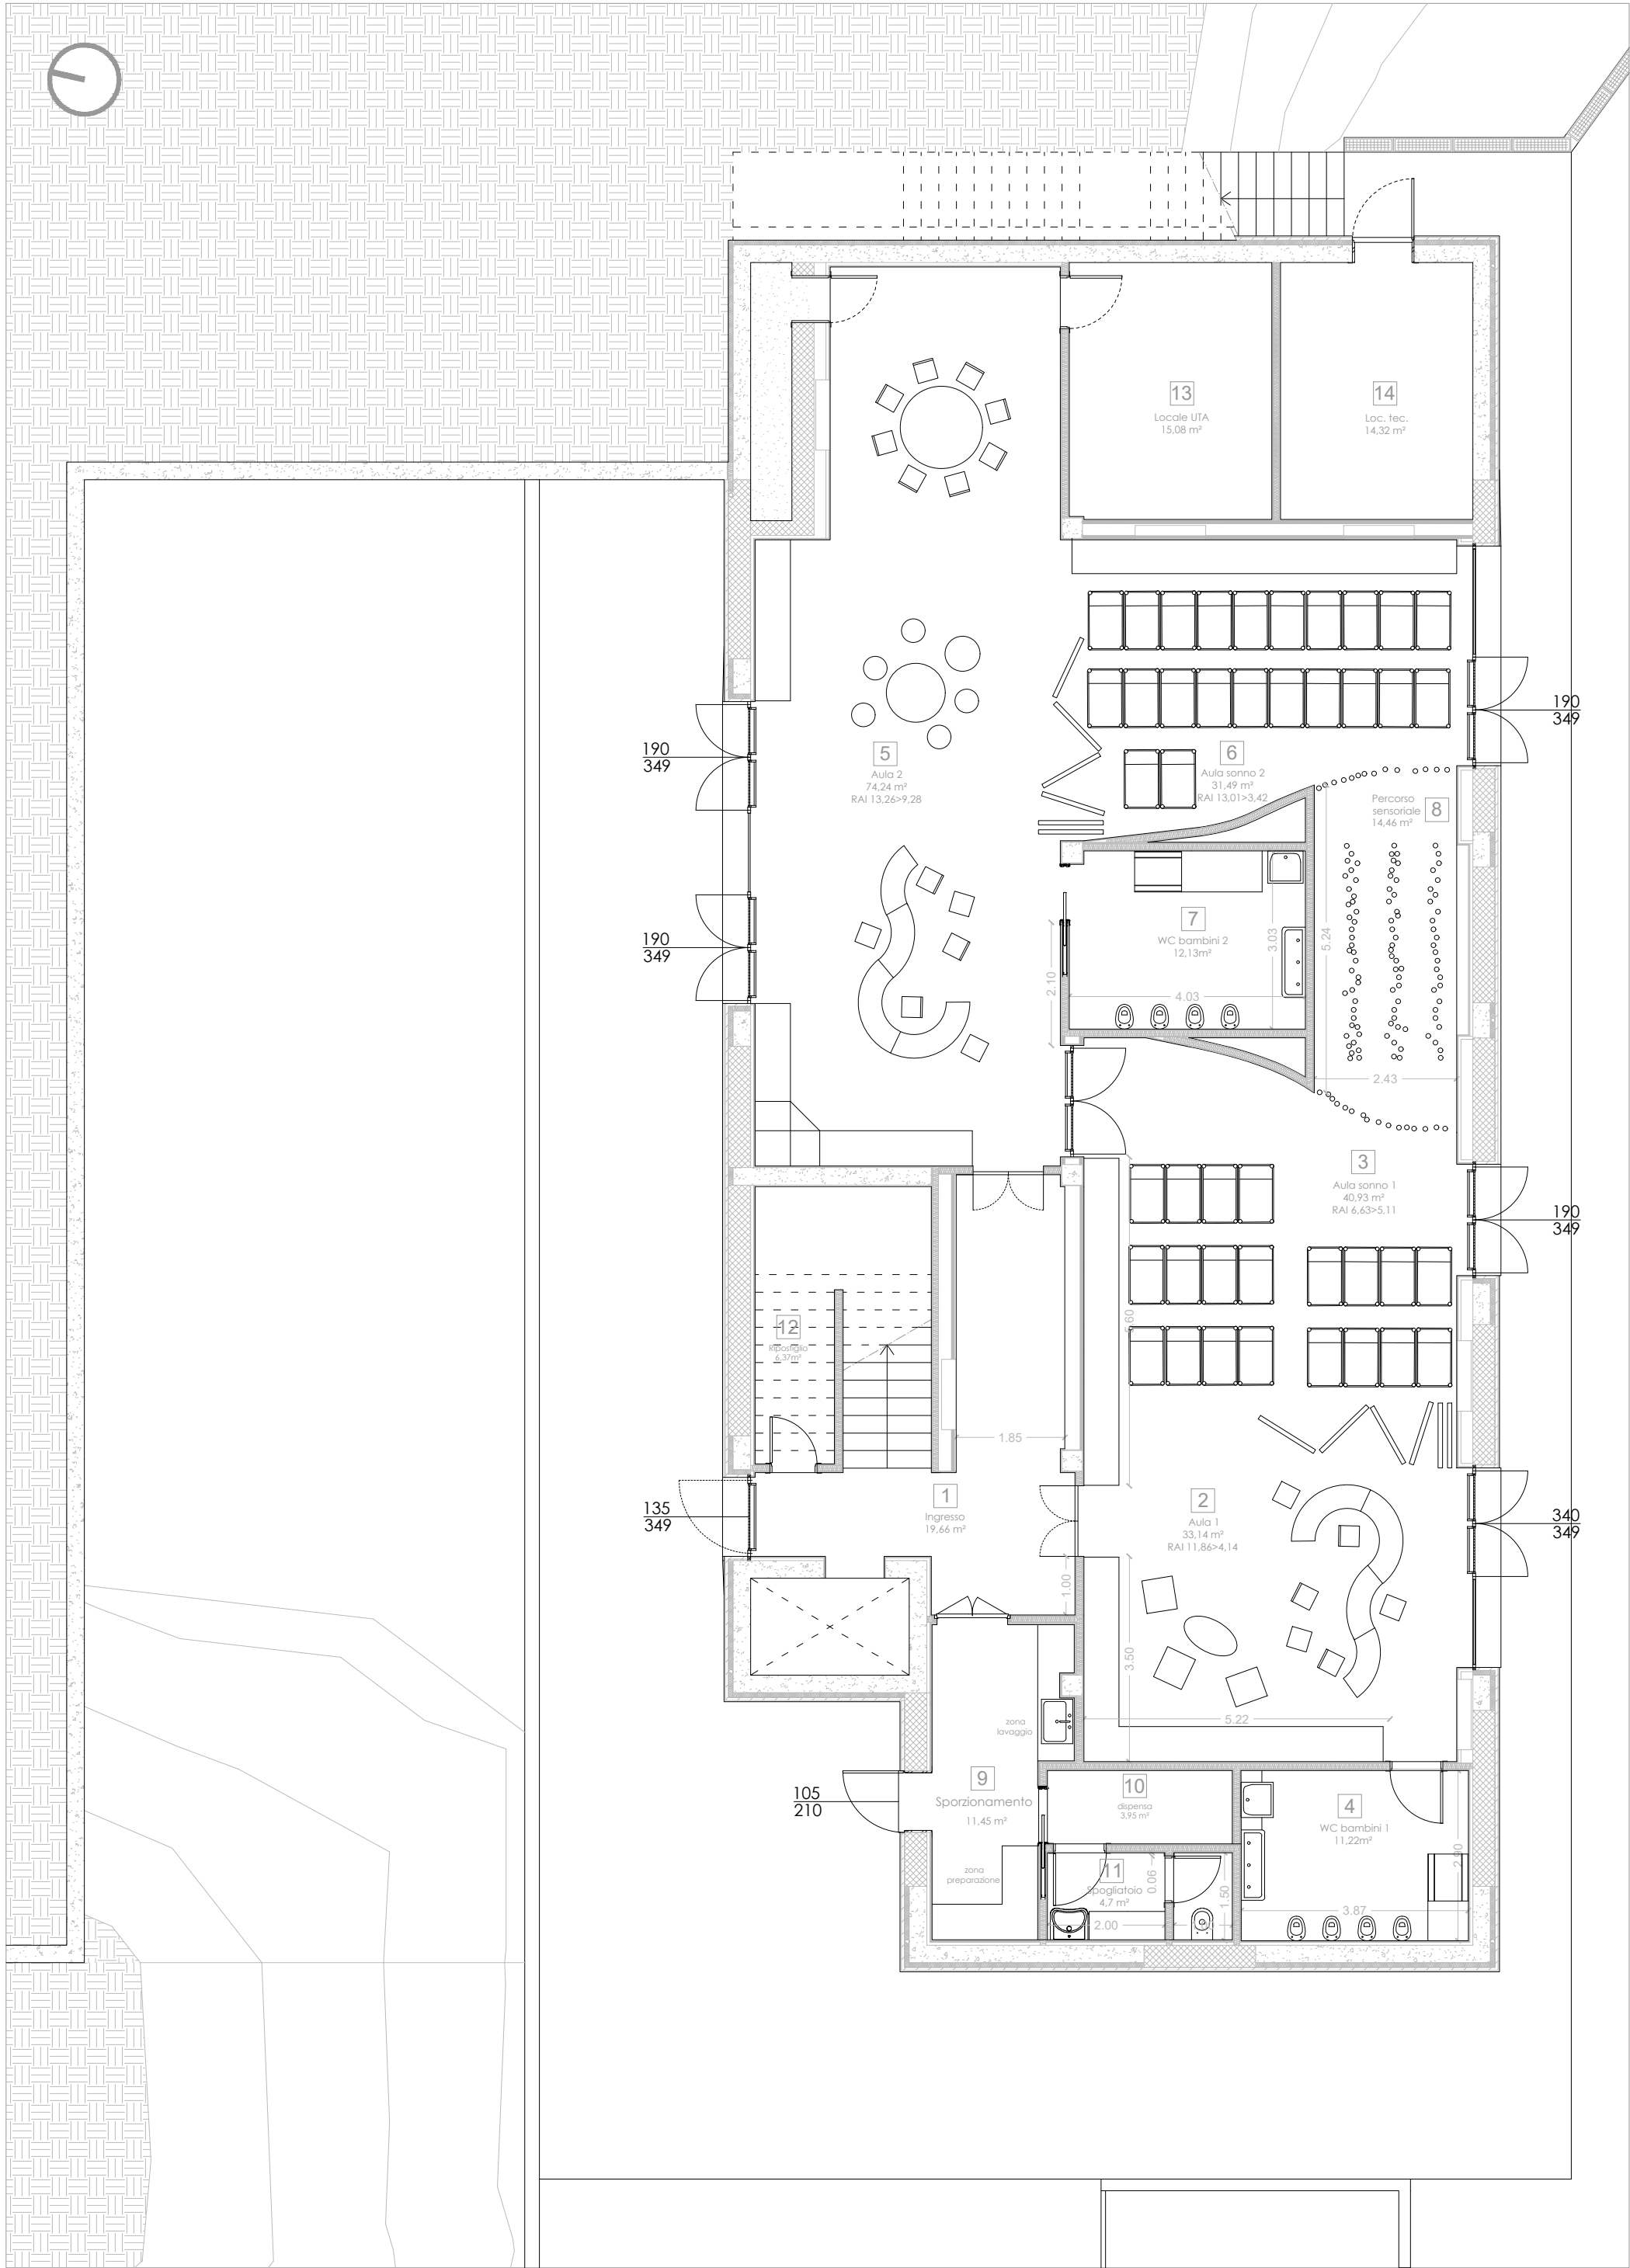 13
Locale UTA
15,08 m²
14
Loc. tec.
14,32 m²
190
349
190
349
5
Aula 2
74,24 m²
RAI 13,26>9,28
6
Aula sonno 2
31,49 m²
RAI 13,01>3,42
Percorso
sensoriale
14,46 m²
8
7
WC bambini 2
12,13m²
3.03
5.24
190
349
2.10
4.03
2.43
3
Aula sonno 1
40,93 m²
RAI 6,63>5,11
190
349
12
Ripostiglio
6,37m²
1.85
1
Ingresso
19,66 m²
135
349
2
Aula 1
33,14 m²
RAI 11,86>4,14
340
349
1.00
3.50
5.22
zona
lavaggio
9
Sporzionamento
11,45 m²
105
210
10
dispensa
3,95 m²
4
WC bambini 1
11,22m²
2.90
zona
preparazione
11
Spogliatoio
4,7 m²
0.06
1.50
2.00
3.87